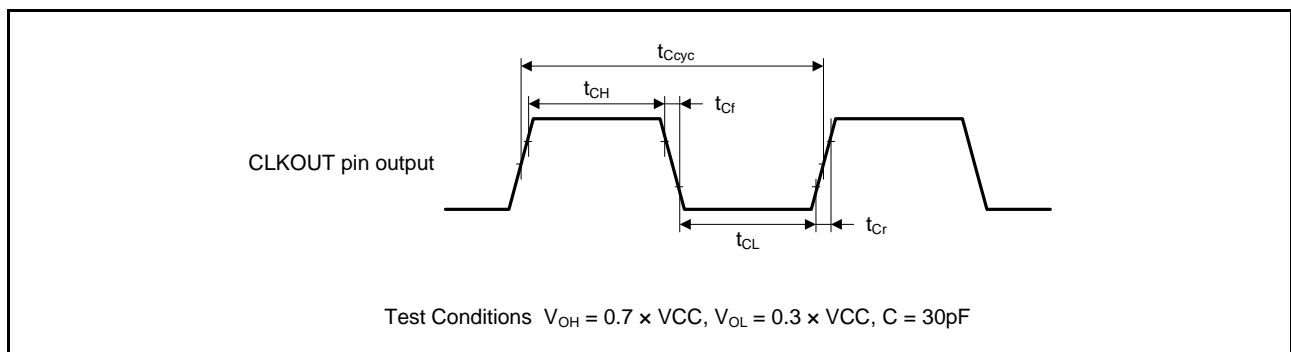 tCcyc
tCH
tCf
CLKOUT pin output
tCL
tCr
Test Conditions VOH = 0.7 × VCC, VOL = 0.3 × VCC, C = 30pF